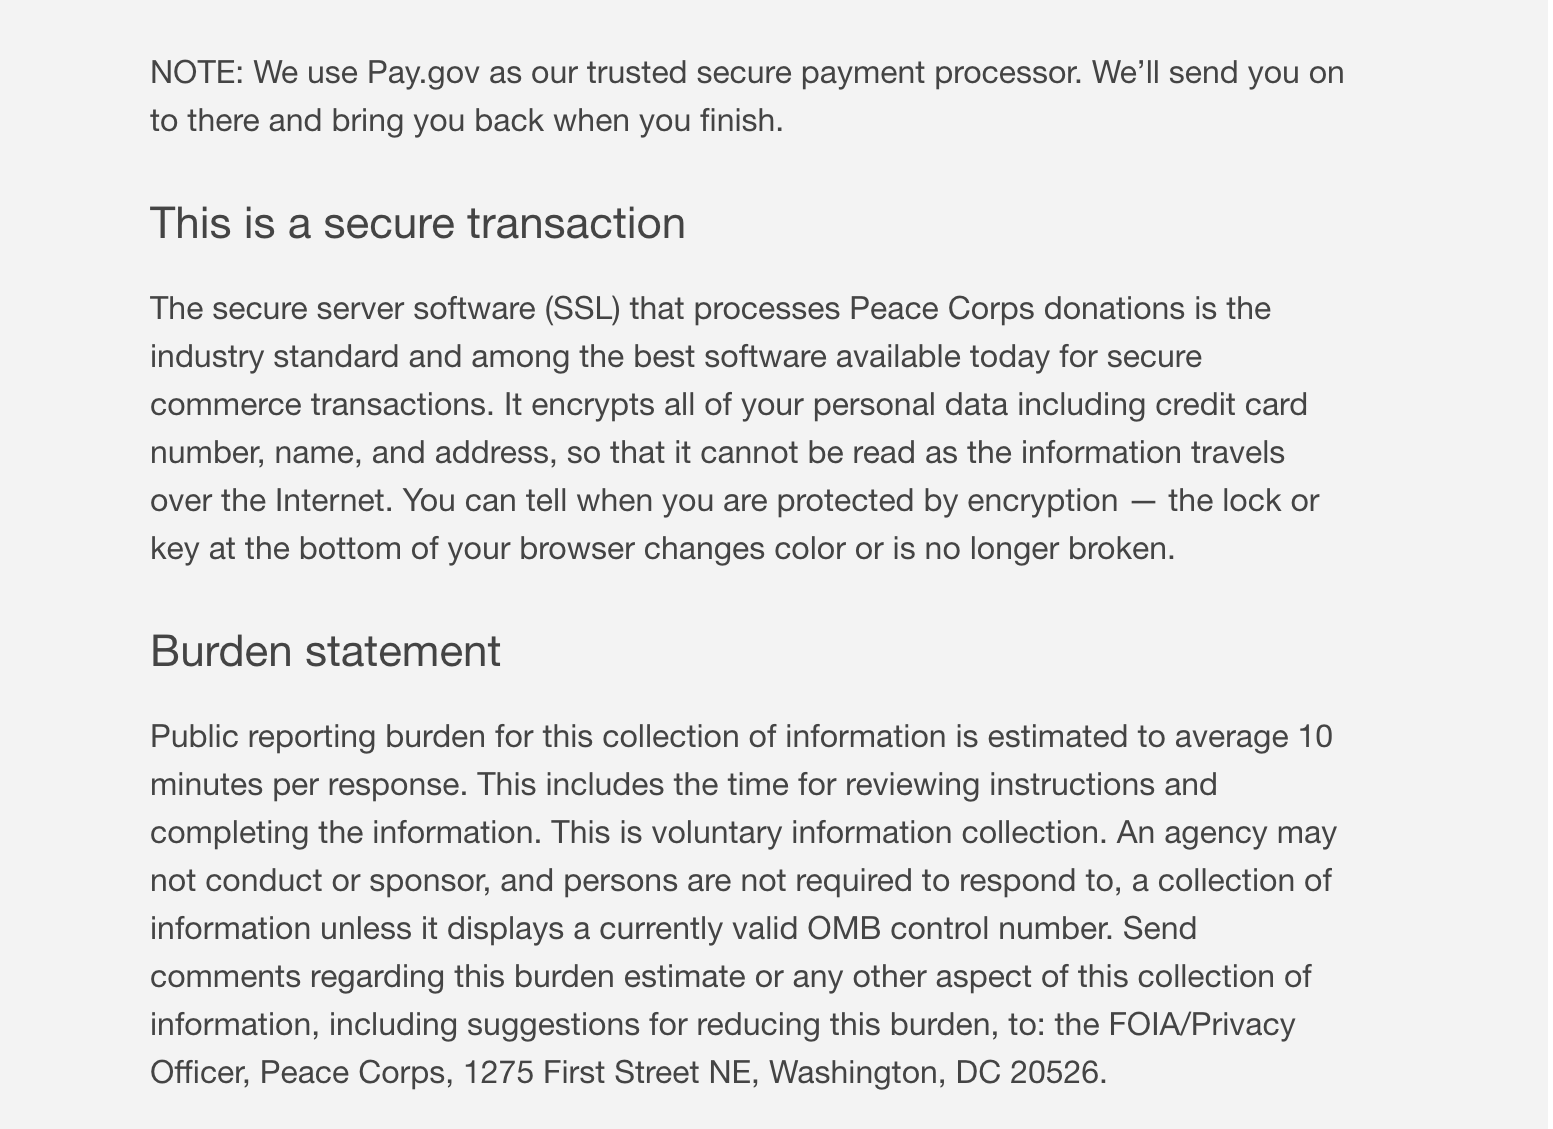 NOTE: We use Pay.gov as our trusted secure payment processor. We’ll send you on
to there and bring you back when you finish.
This is a secure transaction
The secure server software (SSL) that processes Peace Corps donations is the
industry standard and among the best software available today for secure
commerce transactions. It encrypts all of your personal data including credit card
number, name, and address, so that it cannot be read as the information travels
over the Internet. You can tell when you are protected by encryption — the lock or
key at the bottom of your browser changes color or is no longer broken.
Burden statement
Public reporting burden for this collection of information is estimated to average 10
minutes per response. This includes the time for reviewing instructions and
completing the information. This is voluntary information collection. An agency may
not conduct or sponsor, and persons are not required to respond to, a collection of
information unless it displays a currently valid OMB control number. Send
comments regarding this burden estimate or any other aspect of this collection of
information, including suggestions for reducing this burden, to: the FOIA/Privacy
Officer, Peace Corps, 1275 First Street NE, Washington, DC 20526.